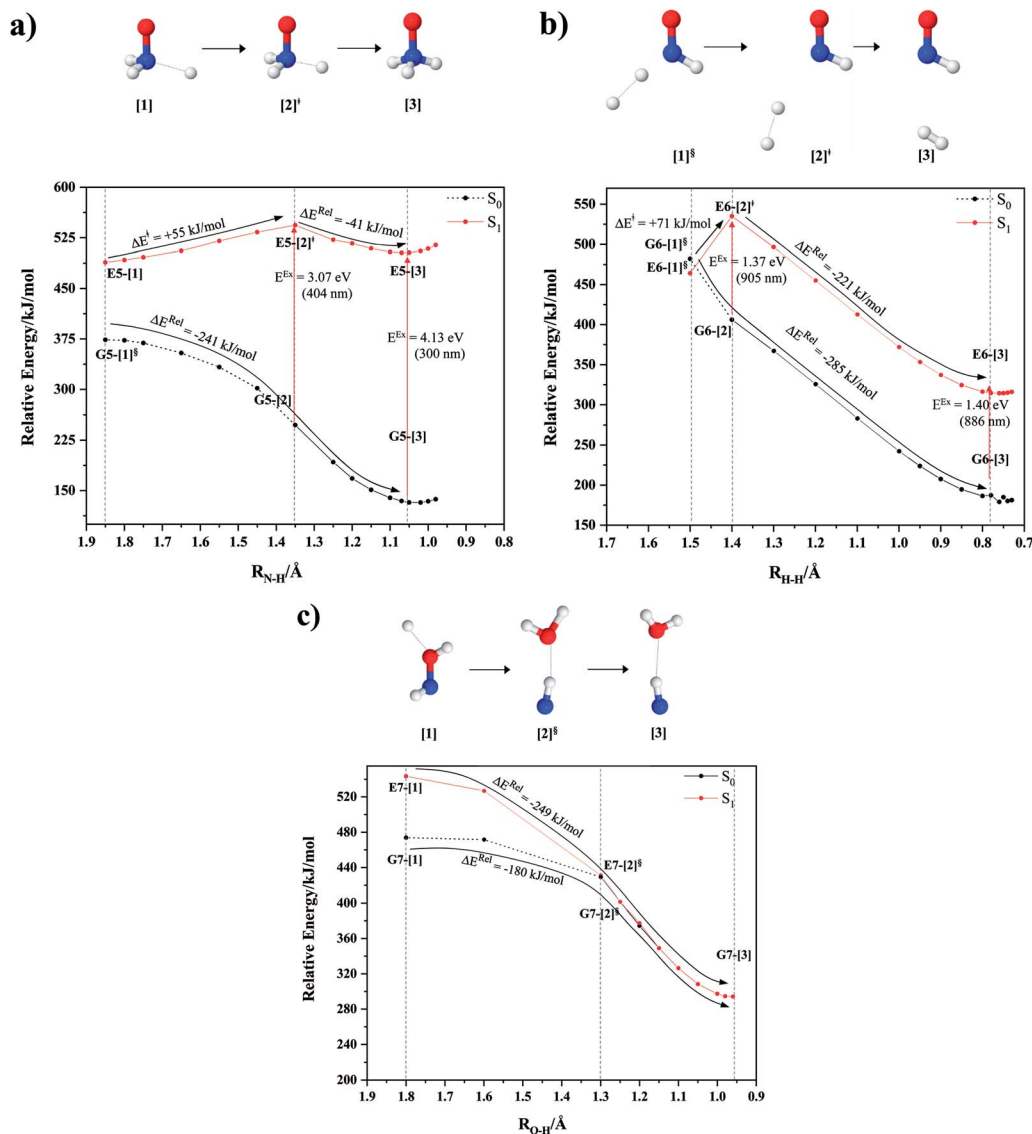 a)
[1] [2]‡ [3]
Relative Energy/kJ/mol
600
525
450
375
300
225
150
S0
S1
ΔE‡ = +55 kJ/mol
ΔE^Rel = -41 kJ/mol
E5-[1]
E5-[2]‡
E5-[3]
E^Ex = 3.07 eV
(404 nm)
E^Ex = 4.13 eV
(300 nm)
ΔE^Rel = -241 kJ/mol
G5-[1]§
G5-[2]
G5-[3]
1.9 1.8 1.7 1.6 1.5 1.4 1.3 1.2 1.1 1.0 0.9 0.8
R_N-H/Å
b)
[1]§ [2]‡ [3]
Relative Energy/kJ/mol
550
500
450
400
350
300
250
200
150
S0
S1
E6-[2]‡
ΔE‡ = +71 kJ/mol
G6-[1]§
E6-[1]§
E^Ex = 1.37 eV
(905 nm)
ΔE^Rel = -221 kJ/mol
G6-[2]
ΔE^Rel = -285 kJ/mol
E6-[3]
E^Ex = 1.40 eV
(886 nm)
G6-[3]
1.7 1.6 1.5 1.4 1.3 1.2 1.1 1.0 0.9 0.8 0.7
R_H-H/Å
c)
[1] [2]§ [3]
Relative Energy/kJ/mol
520
480
440
400
360
320
280
240
200
S0
S1
E7-[1]
ΔE^Rel = -249 kJ/mol
G7-[1]
ΔE^Rel = -180 kJ/mol
E7-[2]§
G7-[2]§
G7-[3]
1.9 1.8 1.7 1.6 1.5 1.4 1.3 1.2 1.1 1.0 0.9
R_O-H/Å